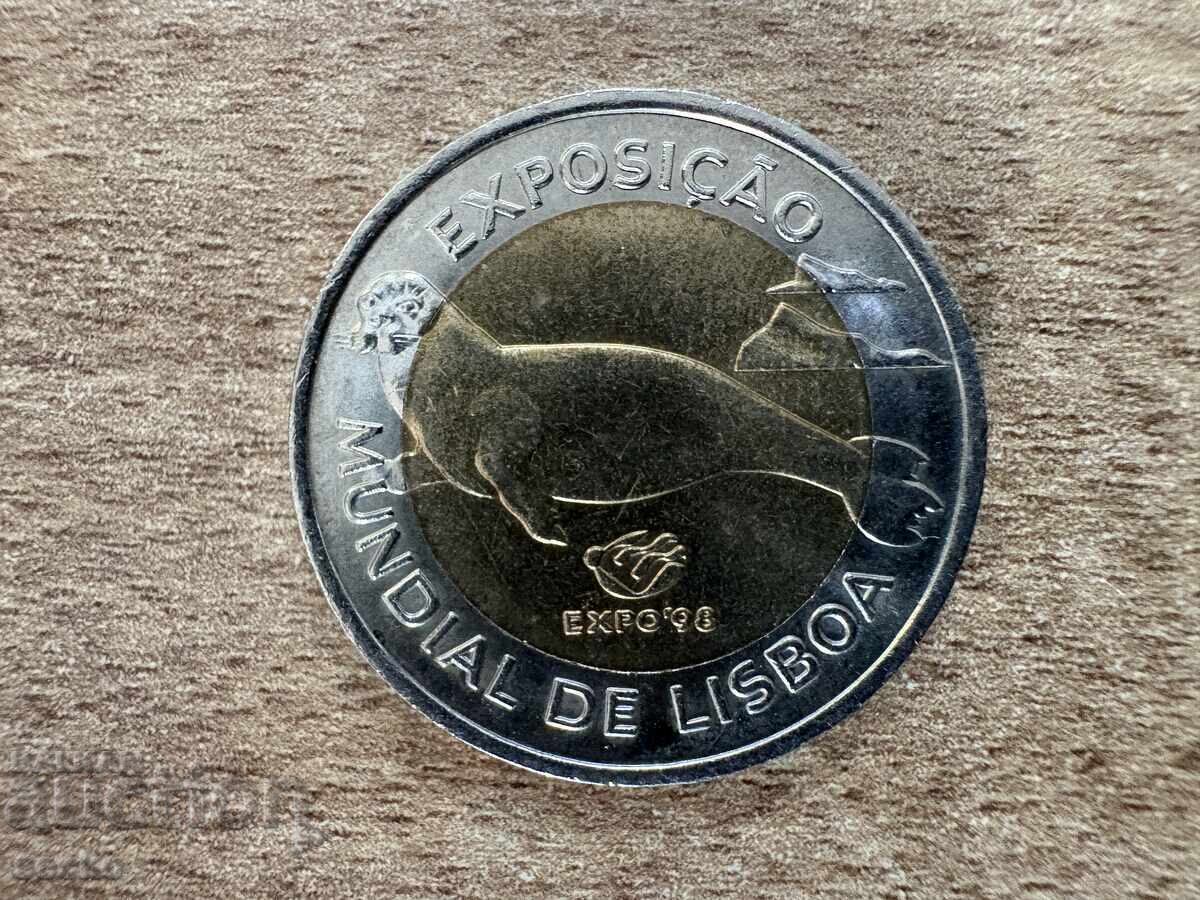 EXPOSIÇÃO
EXPO'98
MUNDIAL DE LISBOA